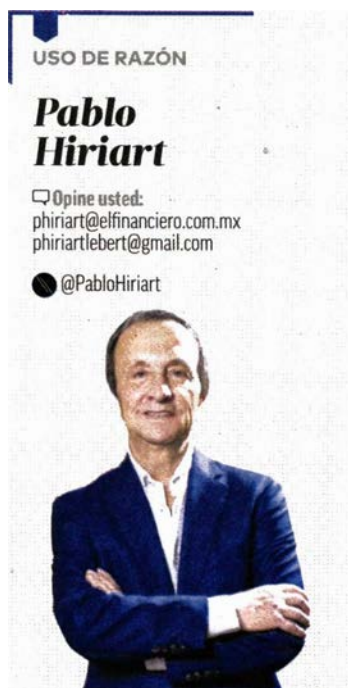 USO DE RAZÓN
Pablo
Hiriart
Opine usted:
phiriart@elfinanciero.com.mx
phiriartlebert@gmail.com
@PabloHiriart